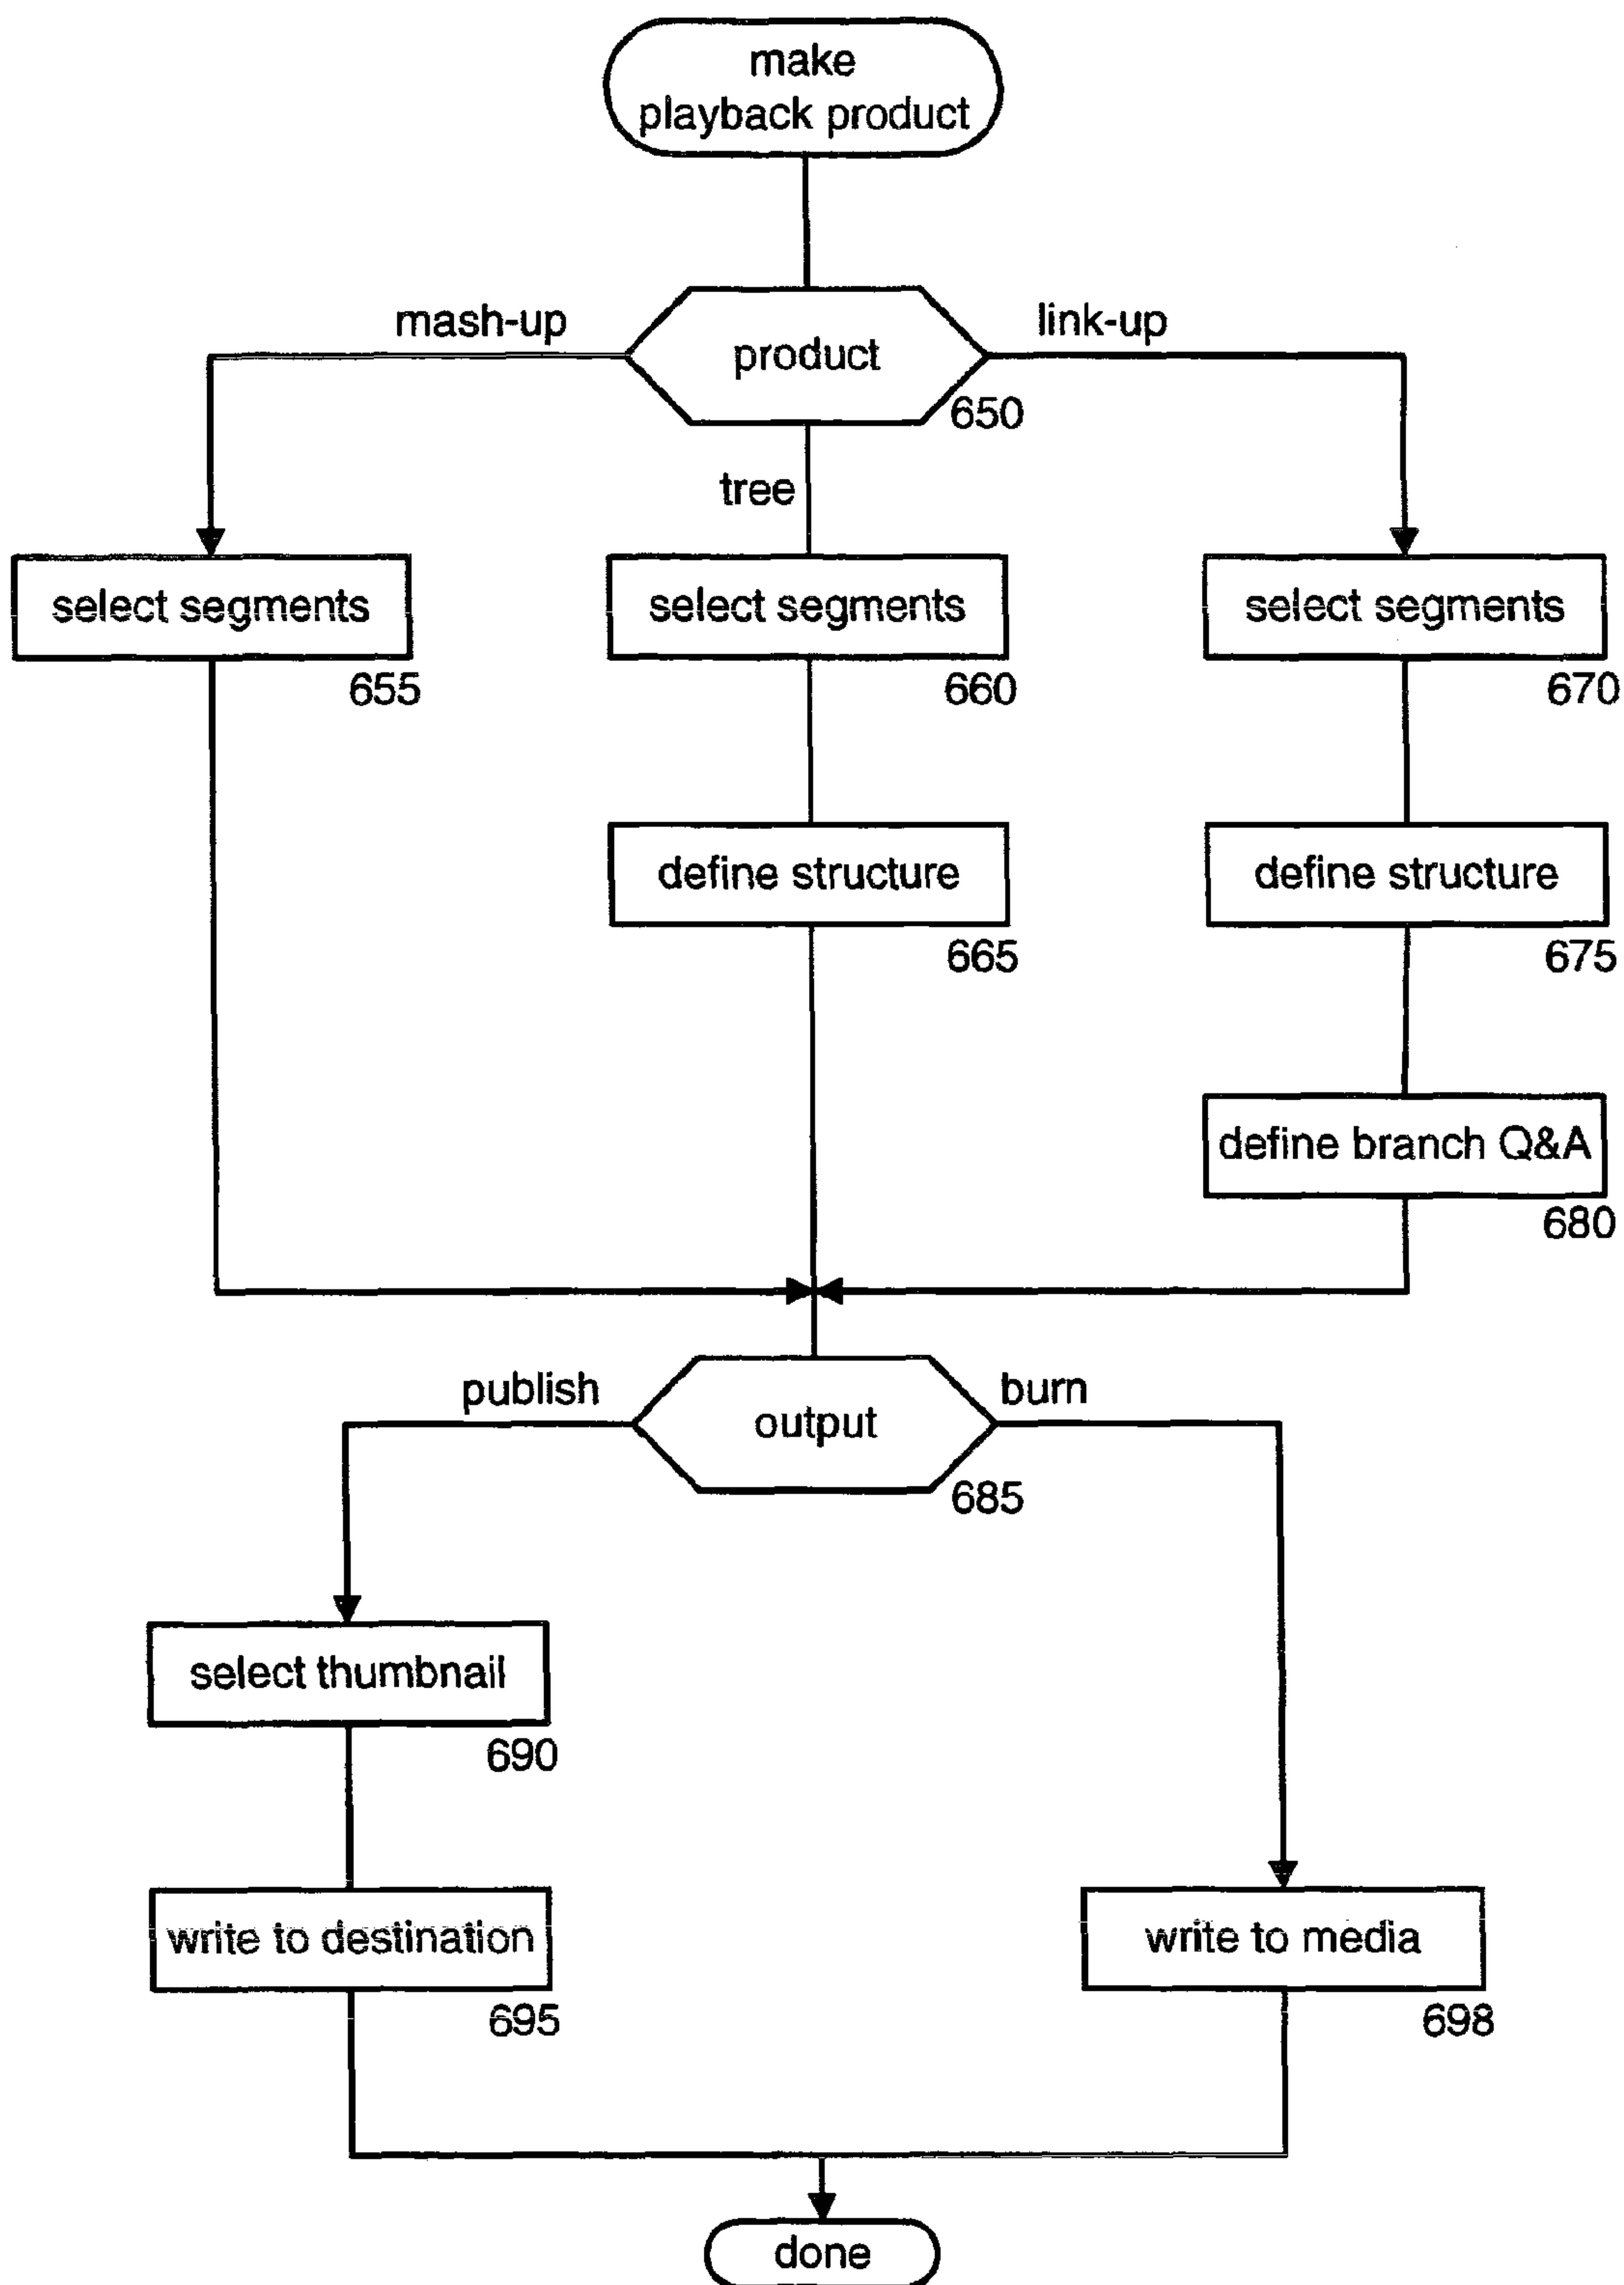 make
playback product
mash-up
link-up
product
650
tree
select segments
select segments
select segments
655
660
670
define structure
define structure
665
675
define branch Q&A
680
publish
burn
output
685
select thumbnail
690
write to destination
write to media
695
698
done